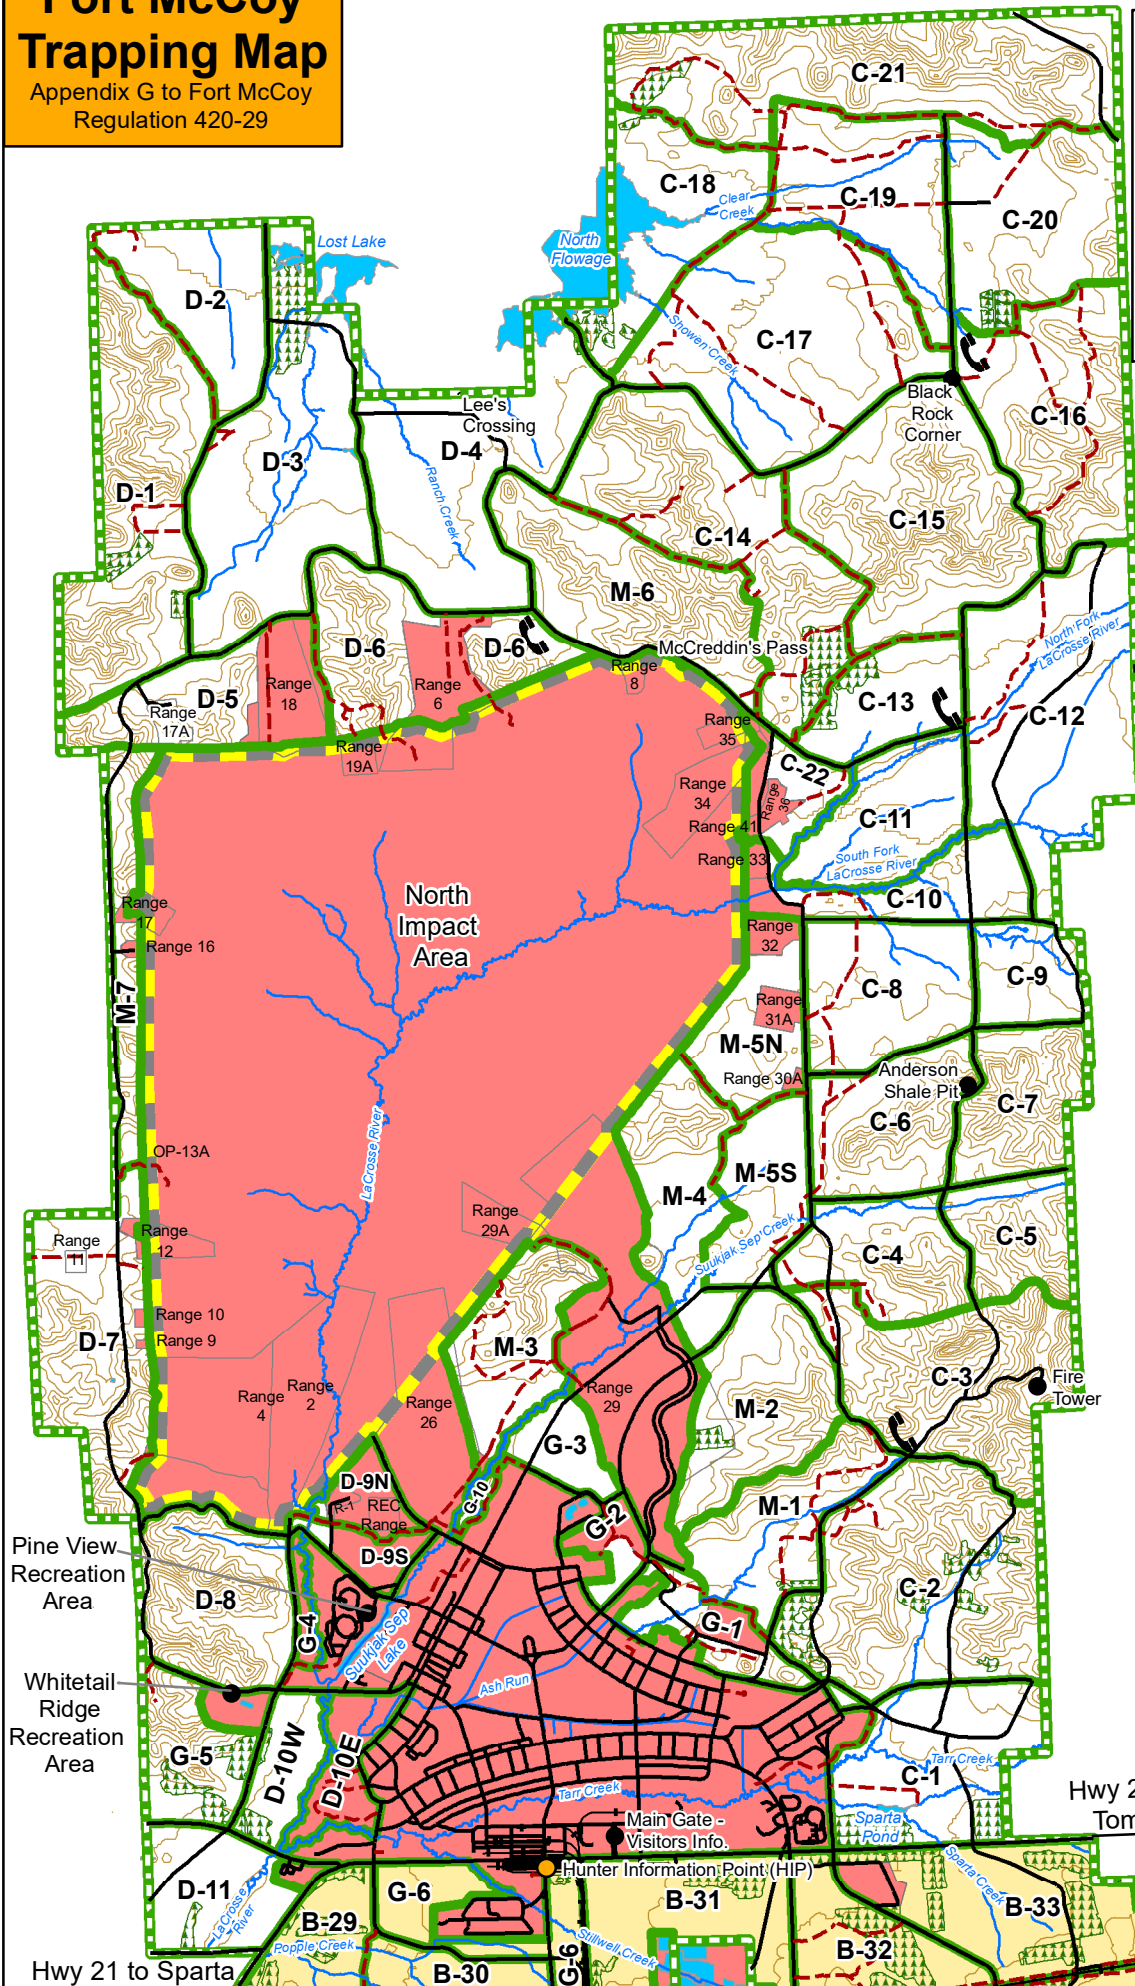 Fort McCoy
Trapping Map
Appendix G to Fort McCoy
Regulation 420-29
C-21
C-18
Clear
Creek
C-19
C-20
North
Flowage
Lost Lake
D-2
Showen Creek
C-17
Black
Rock
Corner
C-16
Lee's
Crossing
D-4
D-3
D-1
Ranch Creek
C-14
C-15
M-6
McCreddin's Pass
North Fork
LaCrosse River
D-6
D-6
Range
8
D-5
Range
18
Range
6
Range
17A
Range
19A
Range
35
C-13
C-12
C-22
Range
34
Range
36
Range 41
C-11
Range 33
South Fork
LaCrosse River
C-10
North
Impact
Area
Range
17
Range 16
Range
32
M-7
C-8
C-9
Range
31A
M-5N
Range 30A
Anderson
Shale Pit
C-7
C-6
OP-13A
LaCrosse River
M-5S
M-4
Range
29A
Suukjak Sep Creek
C-5
C-4
Range
12
Range
11
Range 10
Range 9
D-7
M-3
C-3
Fire
Tower
Range
4
Range
2
Range
26
Range
29
M-2
G-3
D-9N
R-1
REC
Range
G-10
G-2
M-1
D-9S
Pine View
Recreation
Area
D-8
G-4
Suukjak Sep
Lake
C-2
G-1
Ash Run
Whitetail
Ridge
Recreation
Area
G-5
D-10W
D-10E
Tarr Creek
Tarr Creek
C-1
Hwy 2
Tom
Sparta
Pond
Main Gate -
Visitors Info.
Hunter Information Point (HIP)
D-11
LaCrosse
River
G-6
B-29
B-31
Sparta Creek
B-33
Popple Creek
Stillwell Creek
B-32
Hwy 21 to Sparta
B-30
G-6